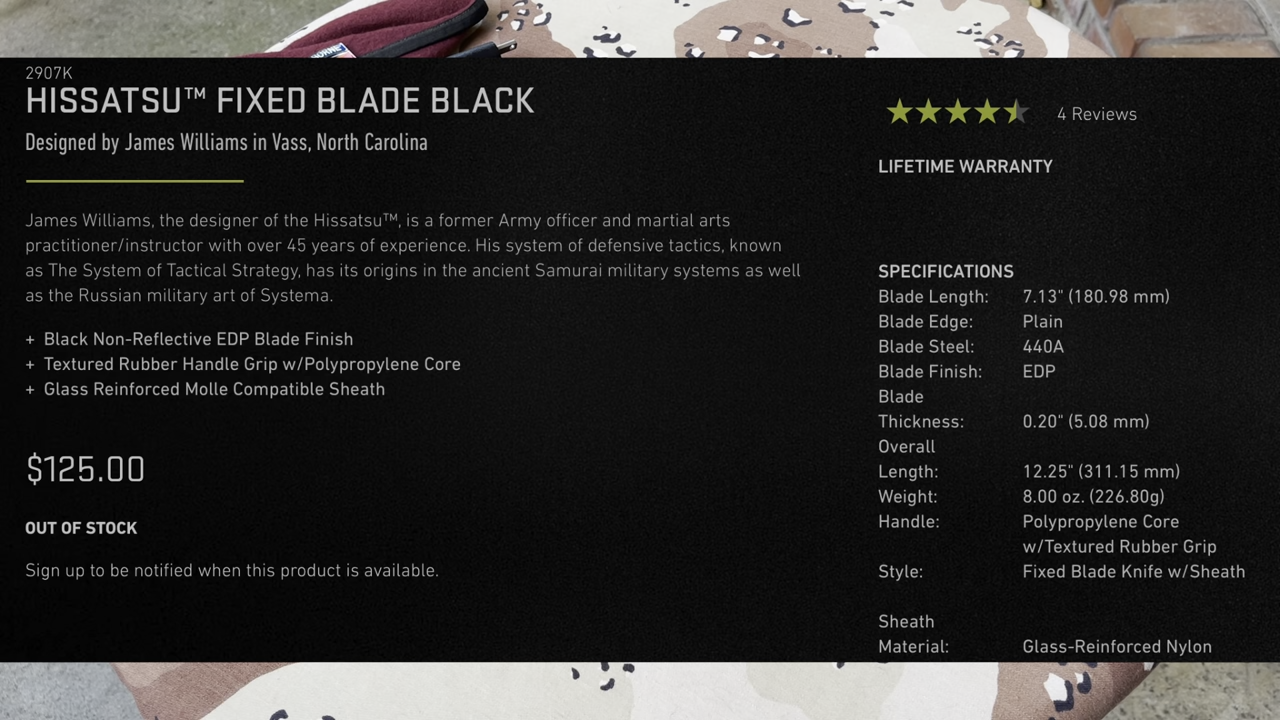 2907K
HISSATSU™ FIXED BLADE BLACK
Designed by James Williams in Vass, North Carolina
James Williams, the designer of the Hissatsu™, is a former Army officer and martial arts
practitioner/instructor with over 45 years of experience. His system of defensive tactics, known
as The System of Tactical Strategy, has its origins in the ancient Samurai military systems as well
as the Russian military art of Systema.
+ Black Non-Reflective EDP Blade Finish
+ Textured Rubber Handle Grip w/Polypropylene Core
+ Glass Reinforced Molle Compatible Sheath
$125.00
OUT OF STOCK
Sign up to be notified when this product is available.
4 Reviews
LIFETIME WARRANTY
SPECIFICATIONS
Blade Length: 7.13" (180.98 mm)
Blade Edge: Plain
Blade Steel: 440A
Blade Finish: EDP
Blade
Thickness: 0.20" (5.08 mm)
Overall
Length: 12.25" (311.15 mm)
Weight: 8.00 oz. (226.80g)
Handle: Polypropylene Core
w/Textured Rubber Grip
Style: Fixed Blade Knife w/Sheath
Sheath
Material: Glass-Reinforced Nylon